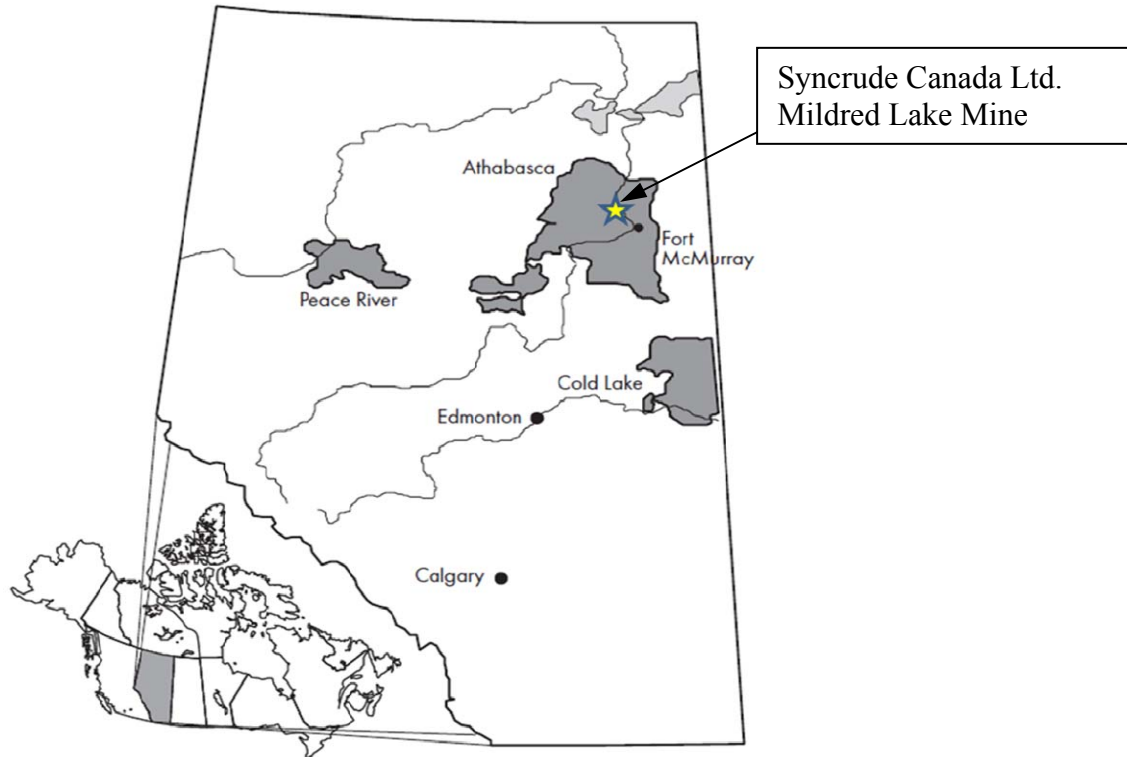 Syncrude Canada Ltd.
Mildred Lake Mine
Athabasca
Fort
McMurray
Peace River
Cold Lake
Edmonton
Calgary